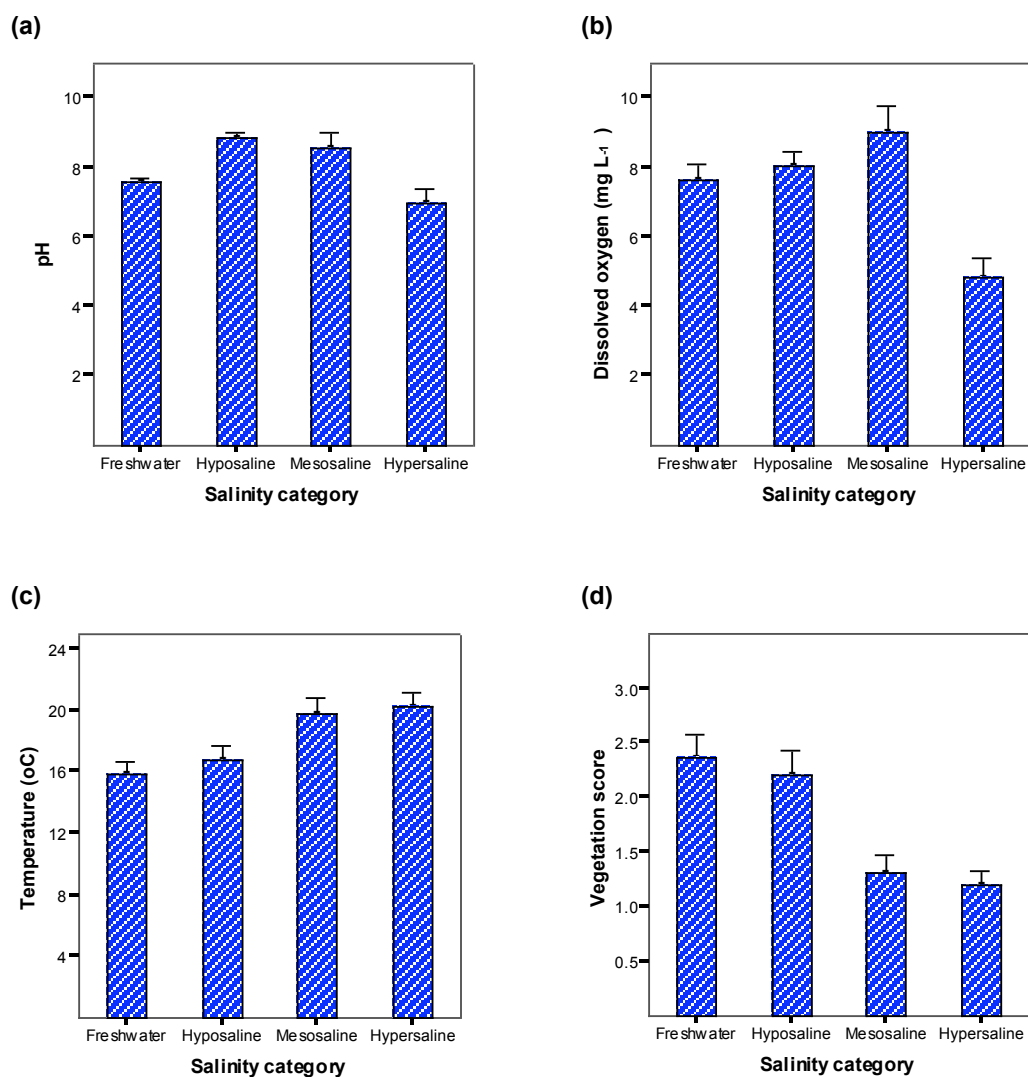 (a)
10
8
6
4
2
pH
Freshwater Hyposaline Mesosaline Hypersaline
Salinity category
(b)
10
8
6
4
2
Dissolved oxygen (mg L-1)
Freshwater Hyposaline Mesosaline Hypersaline
Salinity category
(c)
24
20
16
12
8
4
Temperature (oC)
Freshwater Hyposaline Mesosaline Hypersaline
Salinity category
(d)
3.0
2.5
2.0
1.5
1.0
0.5
Vegetation score
Freshwater Hyposaline Mesosaline Hypersaline
Salinity category